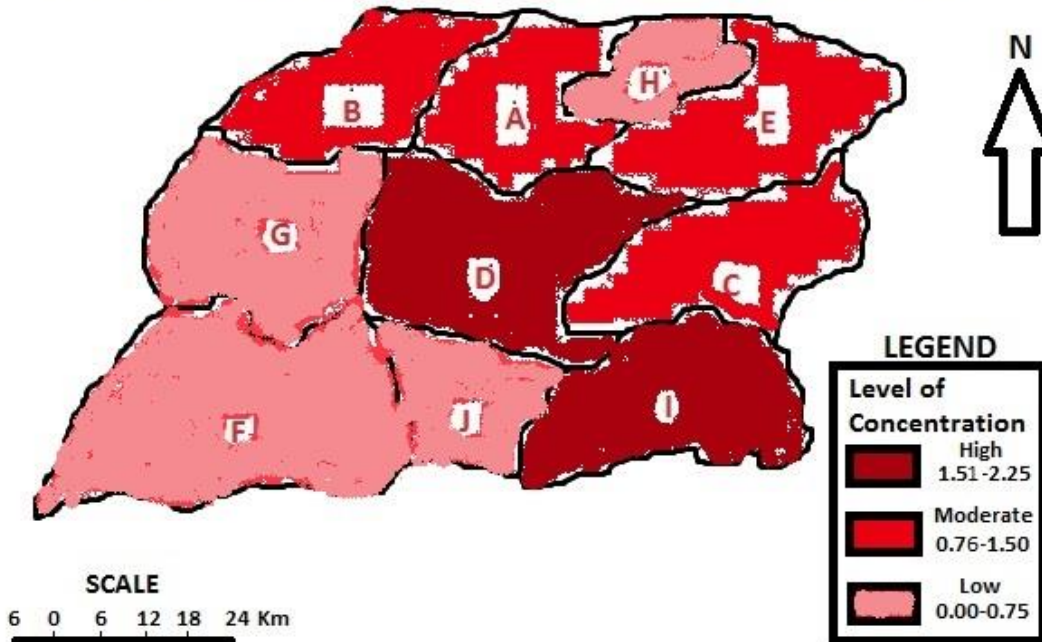 N
H
B
A
E
G
D
C
I
J
F
LEGEND
Level of
Concentration
High
1.51-2.25
Moderate
0.76-1.50
Low
0.00-0.75
SCALE
6 0 6 12 18 24 Km